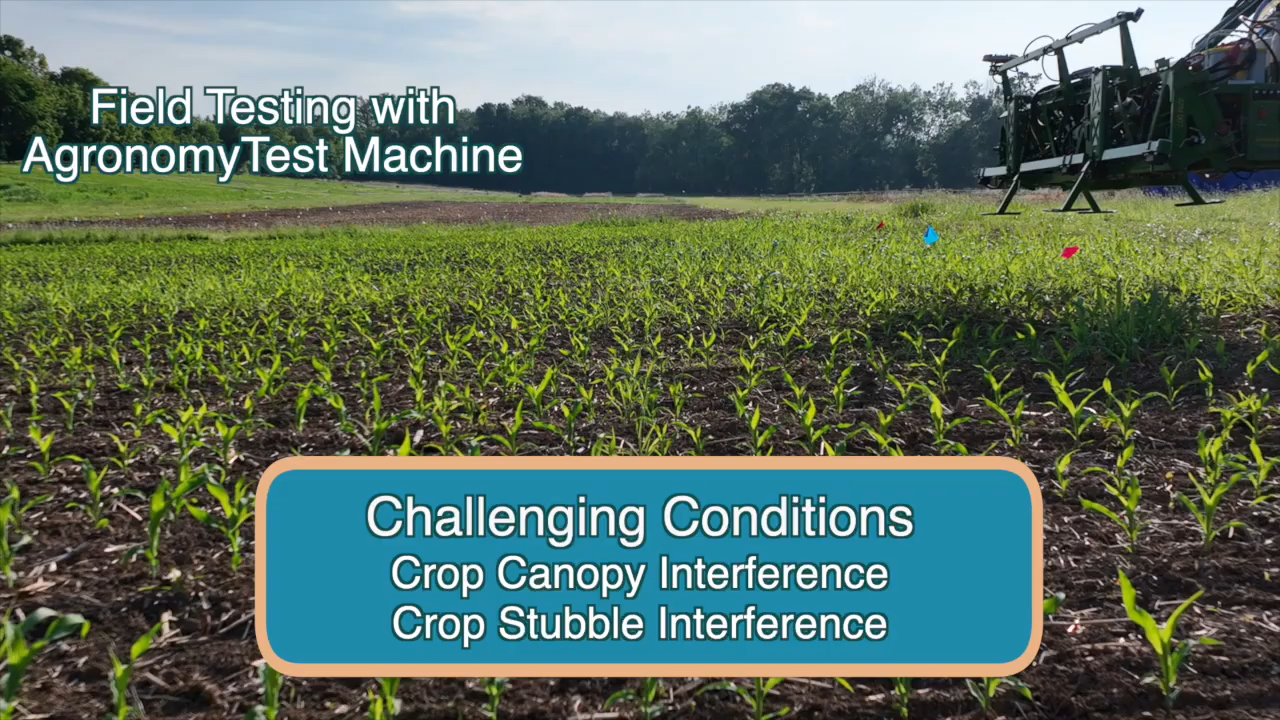 Field Testing with
AgronomyTest Machine
Challenging Conditions
Crop Canopy Interference
Crop Stubble Interference